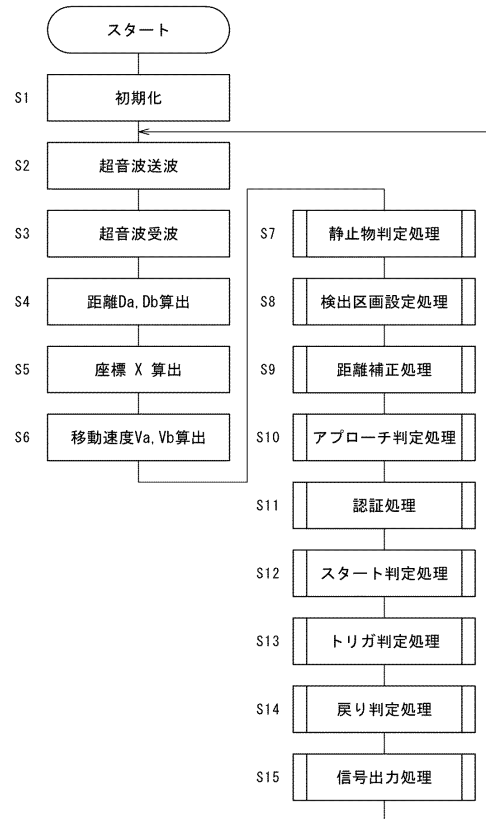 スタート
S1 初期化
S2 超音波送波
S3 超音波受波
S4 距離Da,Db算出
S5 座標 X 算出
S6 移動速度Va,Vb算出
S7 静止物判定処理
S8 検出区画設定処理
S9 距離補正処理
S10 アプローチ判定処理
S11 認証処理
S12 スタート判定処理
S13 トリガ判定処理
S14 戻り判定処理
S15 信号出力処理